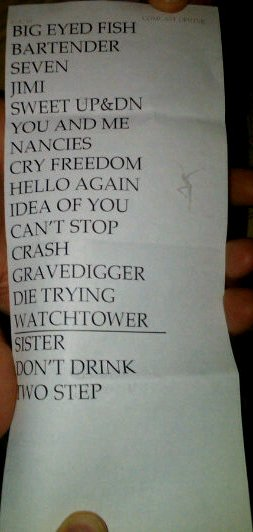 BIG EYED FISH
BARTENDER
SEVEN
JIMI
SWEET UP&DN
YOU AND ME
NANCIES
CRY FREEDOM
HELLO AGAIN
IDEA OF YOU
CAN'T STOP
CRASH
GRAVEDIGGER
DIE TRYING
WATCHTOWER
SISTER
DON'T DRINK
TWO STEP